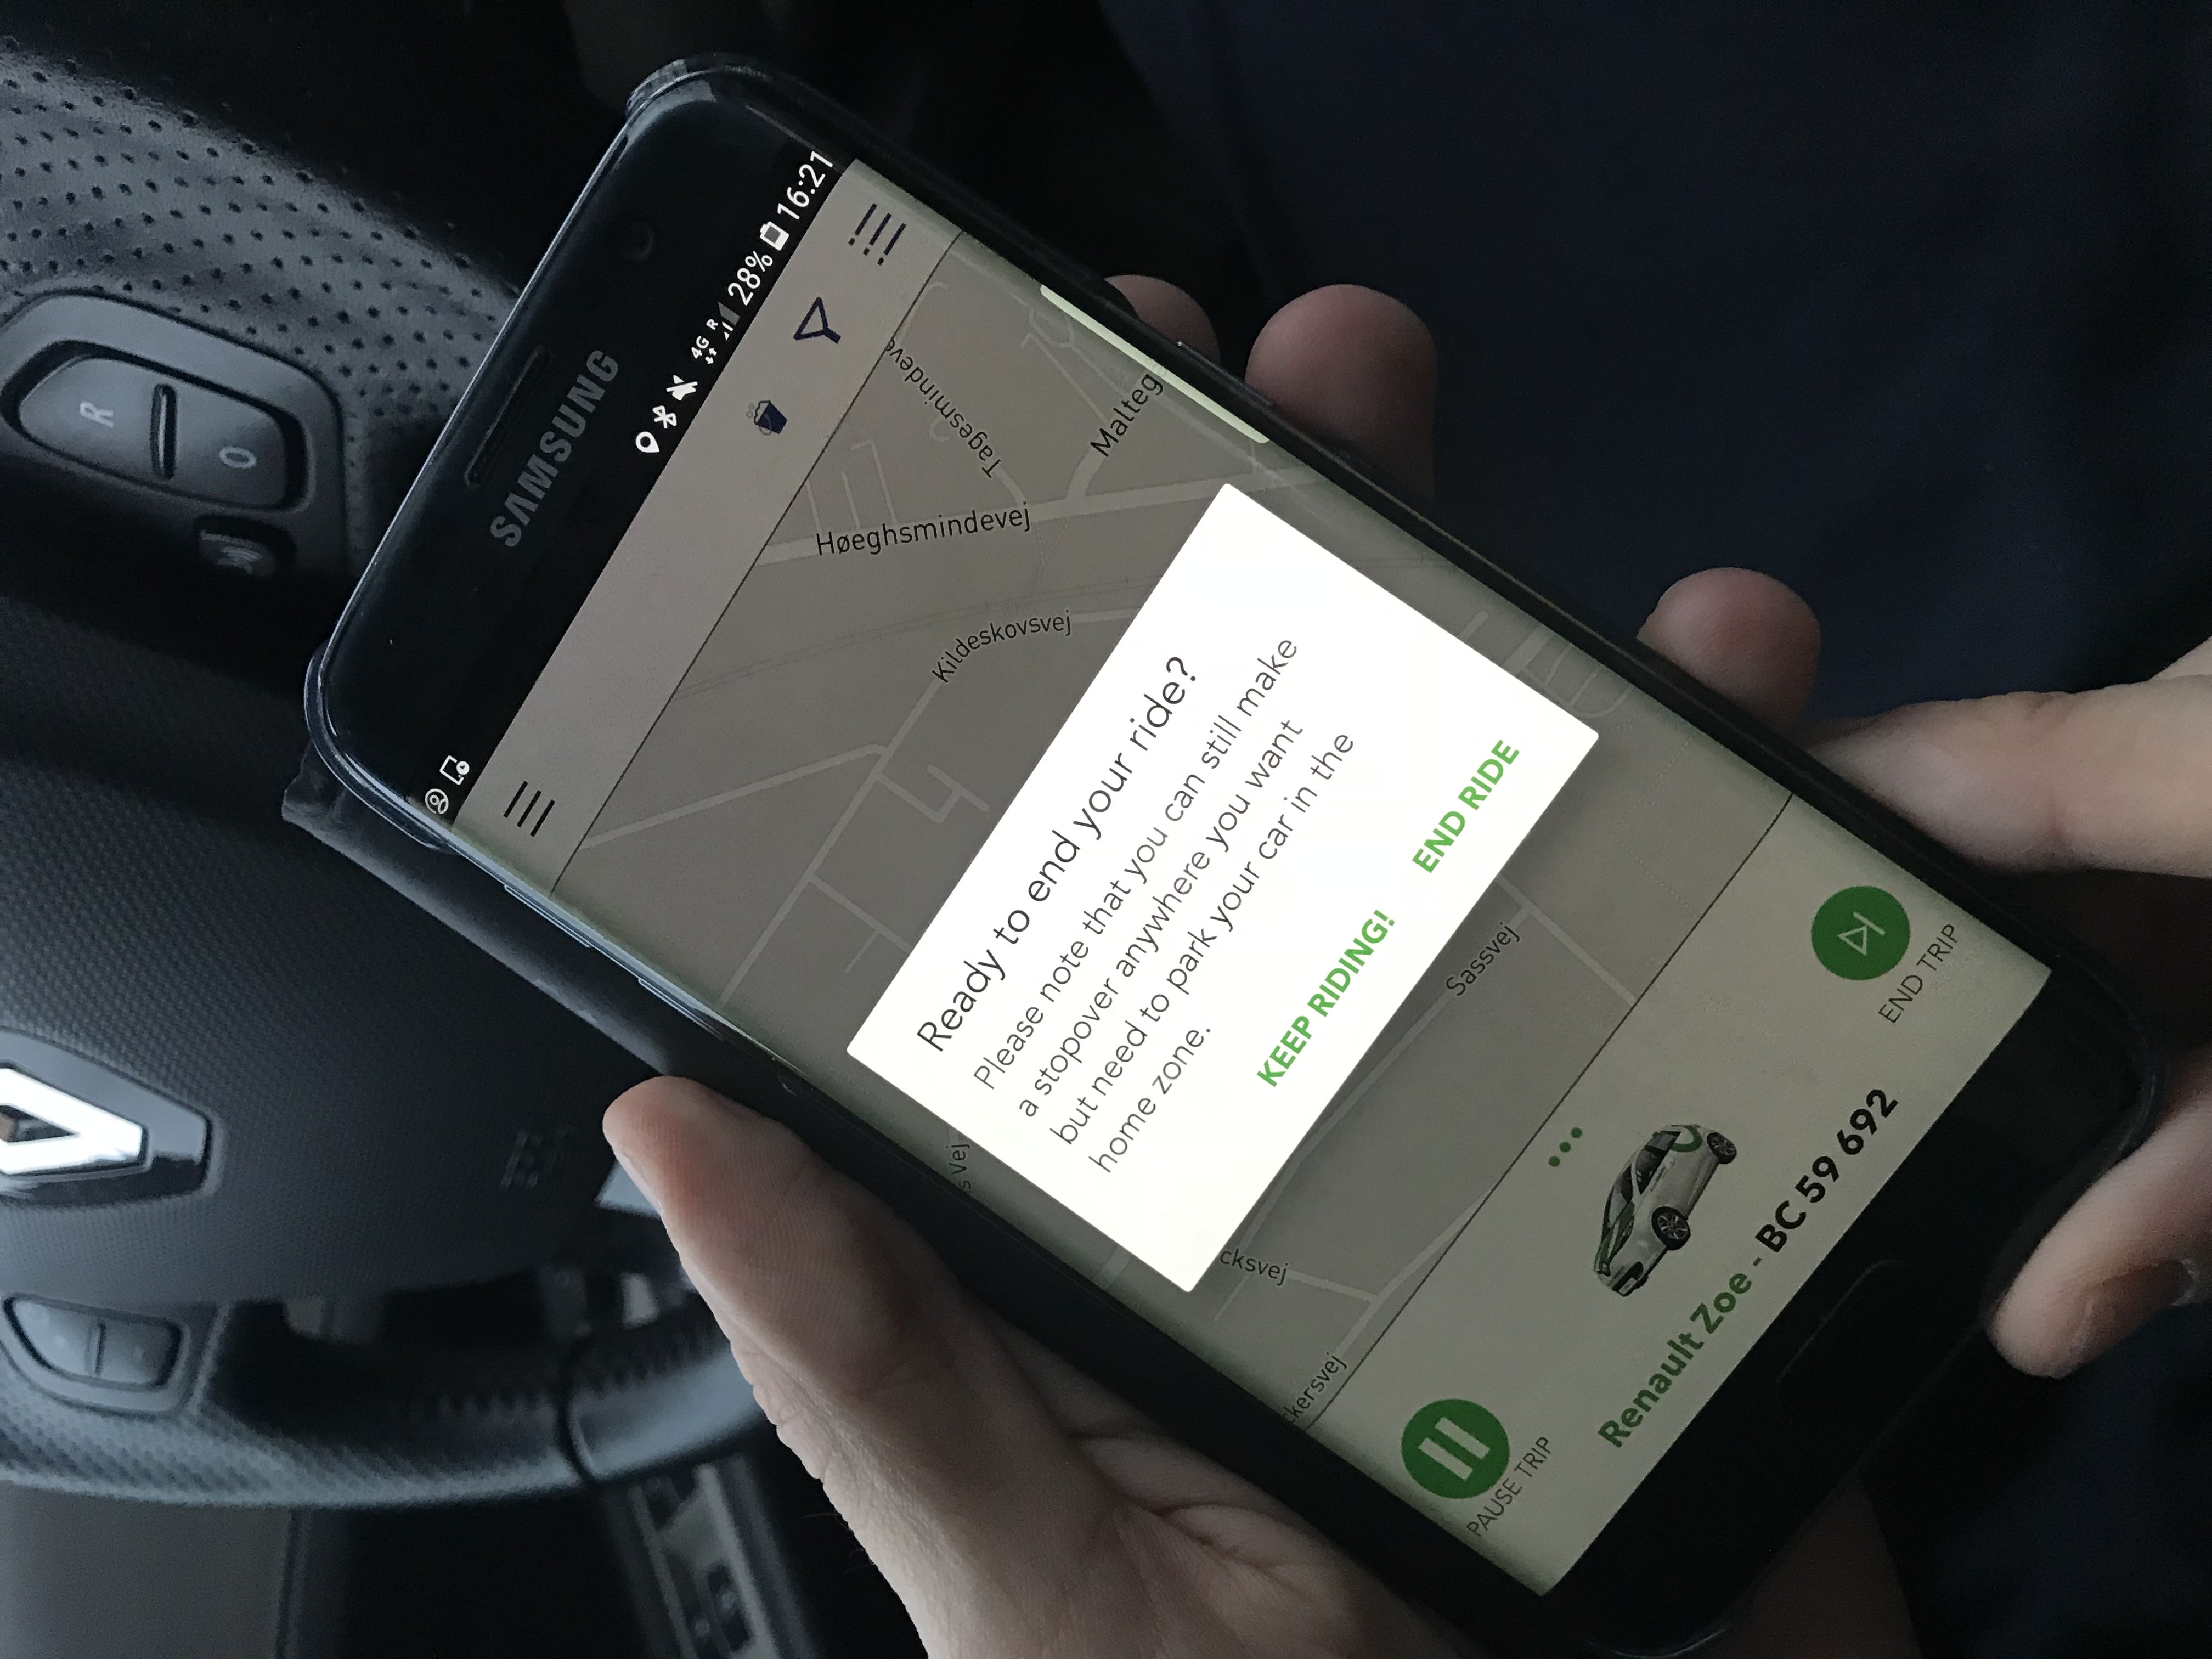 R
O
SAMSUNG
4G R 28% 16:21
Høeghsmindevej
Tagesmindeve
Kildeskovsvej
Malteg
s Vej
Ready to end your ride?
Please note that you can still make
a stopover anywhere you want
but need to park your car in the
home zone.
KEEP RIDING!
END RIDE
cksvej
ckersvej
Sassvej
PAUSE TRIP
Renault Zoe - BC 59 692
END TRIP